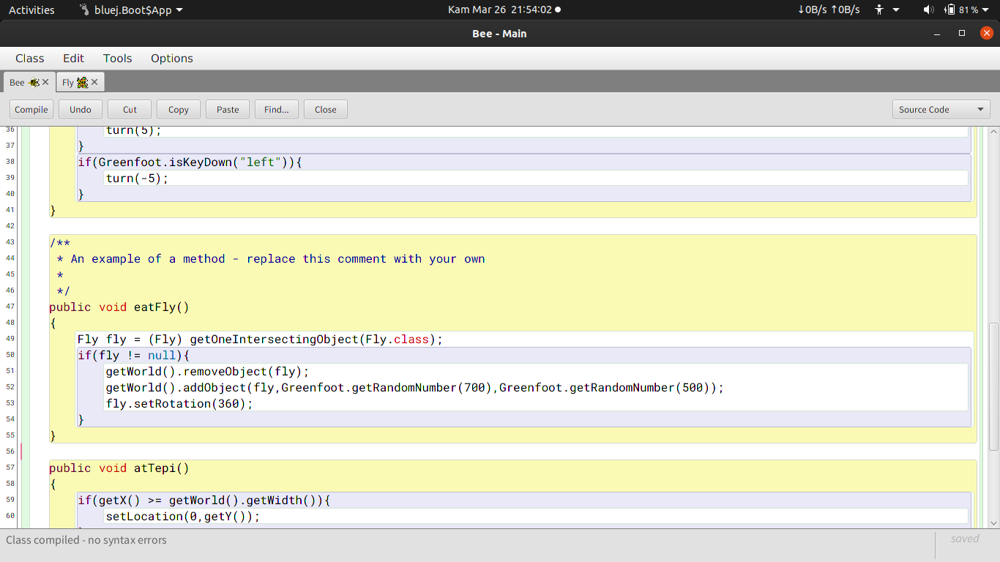 Activities bluej.Boot$App Kam Mar 26 21:54:02 ↓0B/s ↑0B/s 81%
Bee - Main
Class Edit Tools Options
Bee Fly
Compile Undo Cut Copy Paste Find... Close Source Code
36 turn(5);
37 }
38 if(Greenfoot.isKeyDown("left")){
39 turn(-5);
40 }
41 }
42
43 /**
44 * An example of a method - replace this comment with your own
45 *
46 */
47 public void eatFly()
48 {
49 Fly fly = (Fly) getOneIntersectingObject(Fly.class);
50 if(fly != null){
51 getWorld().removeObject(fly);
52 getWorld().addObject(fly,Greenfoot.getRandomNumber(700),Greenfoot.getRandomNumber(500));
53 fly.setRotation(360);
54 }
55 }
56
57 public void atTepi()
58 {
59 if(getX() >= getWorld().getWidth()){
60 setLocation(0,getY());
Class compiled - no syntax errors saved